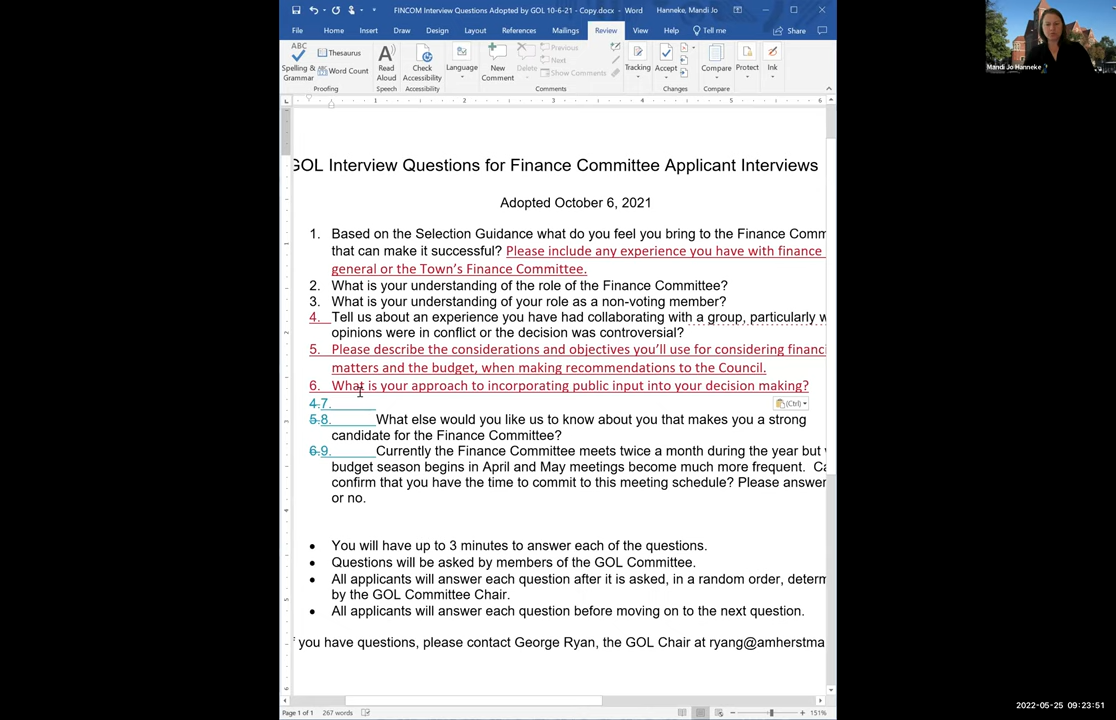 FINCOM Interview Questions Adopted by GOL 10-6-21 - Copy.docx - Word
Hanneke, Mandi Jo
File Home Insert Draw Design Layout References Mailings Review View Help Tell me Share
ABC
Spelling & Grammar
Thesaurus
Word Count
Read Aloud
Check Accessibility
Language
New Comment
Delete
Previous
Next
Show Comments
Tracking
Accept
Compare
Protect
Ink
Proofing Speech Accessibility Comments Changes Compare
Mandi Jo Hanneke
1 2 3 4 5 6
GOL Interview Questions for Finance Committee Applicant Interviews
Adopted October 6, 2021
1. Based on the Selection Guidance what do you feel you bring to the Finance Comm
that can make it successful? Please include any experience you have with finance
general or the Town's Finance Committee.
2. What is your understanding of the role of the Finance Committee?
3. What is your understanding of your role as a non-voting member?
4. Tell us about an experience you have had collaborating with a group, particularly w
opinions were in conflict or the decision was controversial?
5. Please describe the considerations and objectives you'll use for considering financi
matters and the budget, when making recommendations to the Council.
6. What is your approach to incorporating public input into your decision making?
4.7.
(Ctrl)
5.8. What else would you like us to know about you that makes you a strong
candidate for the Finance Committee?
6.9. Currently the Finance Committee meets twice a month during the year but
budget season begins in April and May meetings become much more frequent. Ca
confirm that you have the time to commit to this meeting schedule? Please answer
or no.
• You will have up to 3 minutes to answer each of the questions.
• Questions will be asked by members of the GOL Committee.
• All applicants will answer each question after it is asked, in a random order, determ
by the GOL Committee Chair.
• All applicants will answer each question before moving on to the next question.
you have questions, please contact George Ryan, the GOL Chair at ryang@amherstma
Page 1 of 1 267 words
151%
2022-05-25 09:23:51